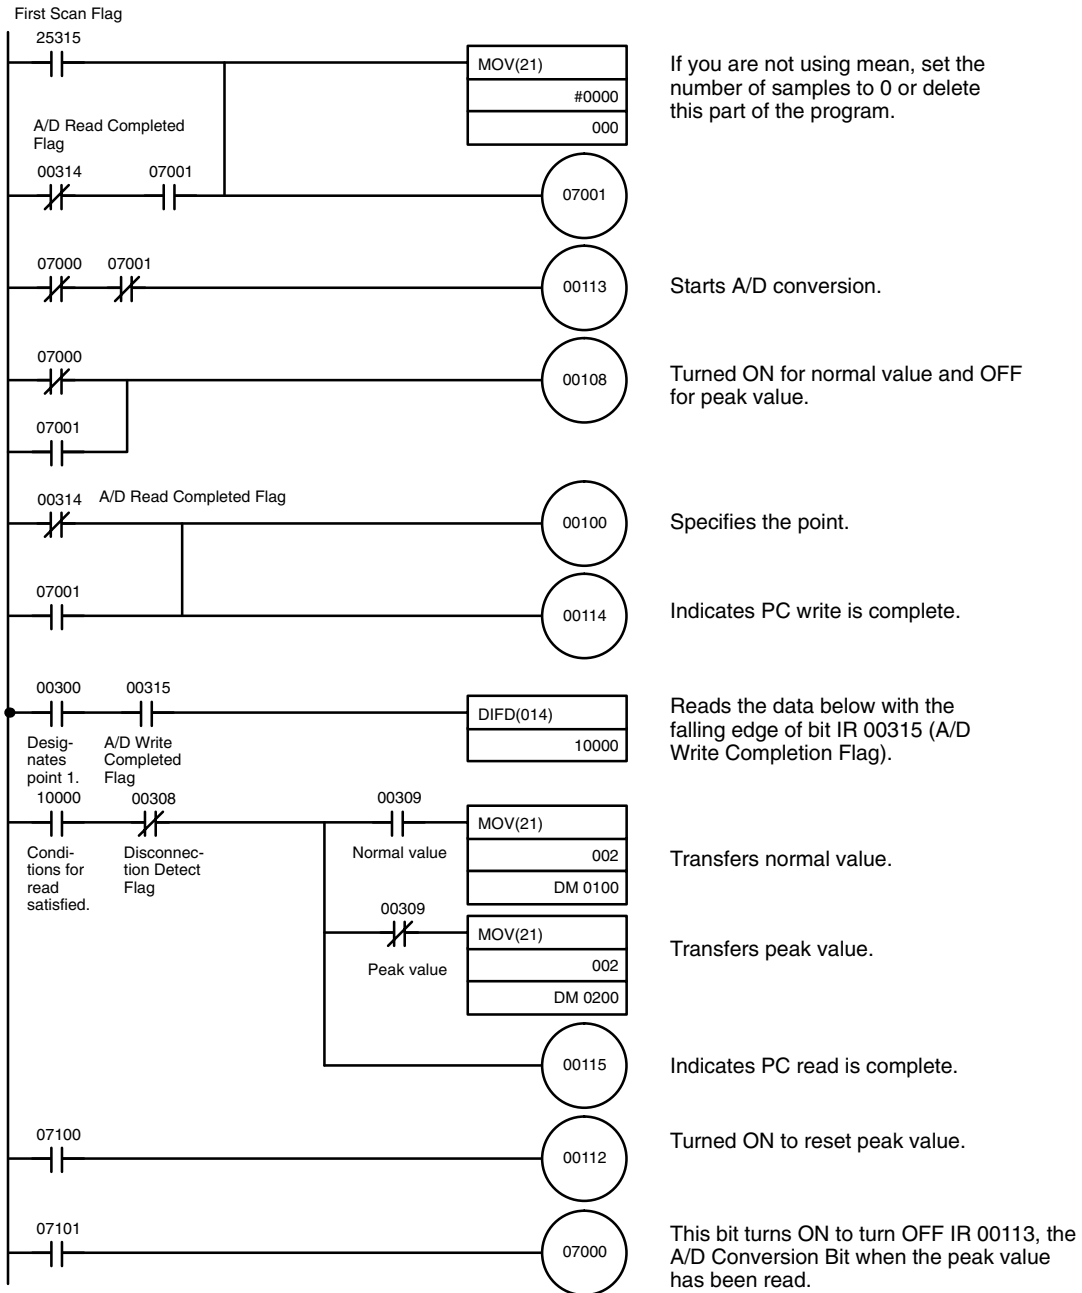 First Scan Flag
25315
MOV(21)
#0000
000
If you are not using mean, set the
number of samples to 0 or delete
this part of the program.
A/D Read Completed
Flag
00314 07001
07001
07000 07001
00113
Starts A/D conversion.
07000
00108
Turned ON for normal value and OFF
for peak value.
07001
00314 A/D Read Completed Flag
00100
Specifies the point.
07001
00114
Indicates PC write is complete.
00300 00315
DIFD(014)
10000
Reads the data below with the
falling edge of bit IR 00315 (A/D
Write Completion Flag).
Desig-
nates
point 1.
A/D Write
Completed
Flag
10000 00308 00309
MOV(21)
002
DM 0100
Transfers normal value.
Condi-
tions for
read
satisfied.
Disconnec-
tion Detect
Flag
Normal value
00309
MOV(21)
002
DM 0200
Transfers peak value.
Peak value
00115
Indicates PC read is complete.
07100
00112
Turned ON to reset peak value.
07101
07000
This bit turns ON to turn OFF IR 00113, the
A/D Conversion Bit when the peak value
has been read.